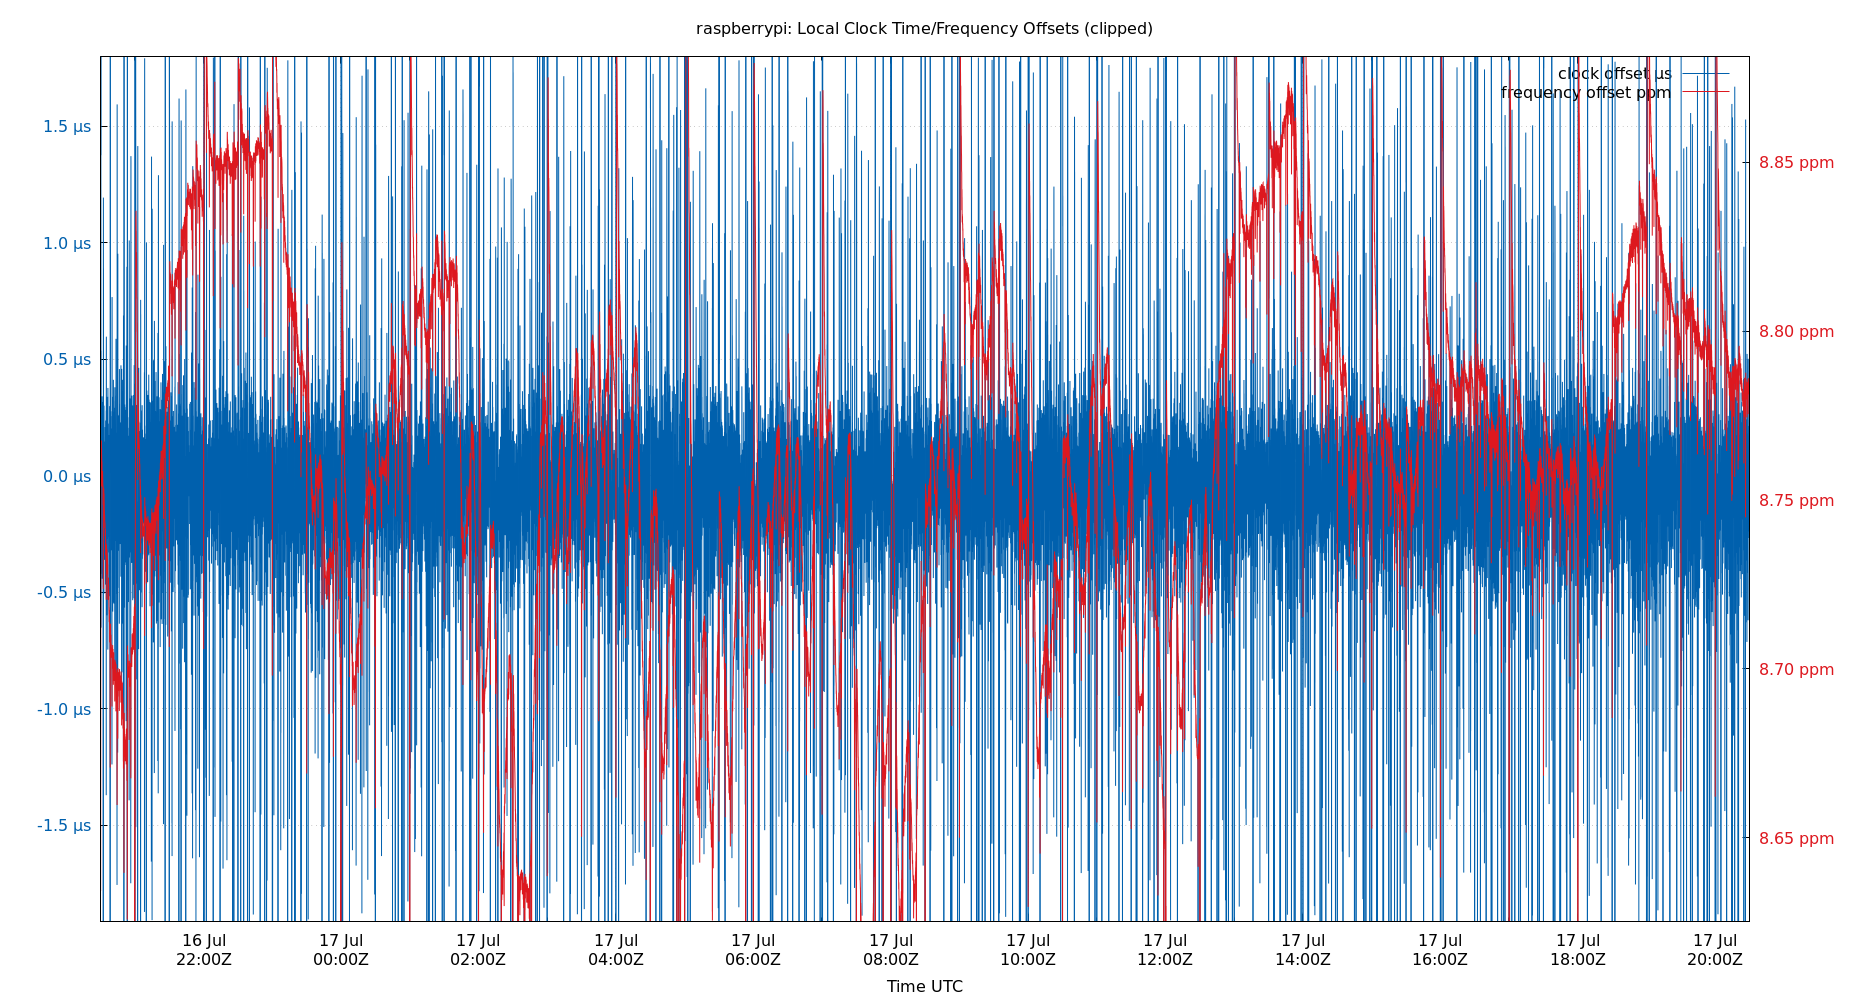 raspberrypi: Local Clock Time/Frequency Offsets (clipped)
clock offset µs
frequency offset ppm
1.5 µs
1.0 µs
0.5 µs
0.0 µs
-0.5 µs
-1.0 µs
-1.5 µs
8.85 ppm
8.80 ppm
8.75 ppm
8.70 ppm
8.65 ppm
16 Jul 17 Jul 17 Jul 17 Jul 17 Jul 17 Jul 17 Jul 17 Jul 17 Jul 17 Jul 17 Jul 17 Jul
22:00Z 00:00Z 02:00Z 04:00Z 06:00Z 08:00Z 10:00Z 12:00Z 14:00Z 16:00Z 18:00Z 20:00Z
Time UTC